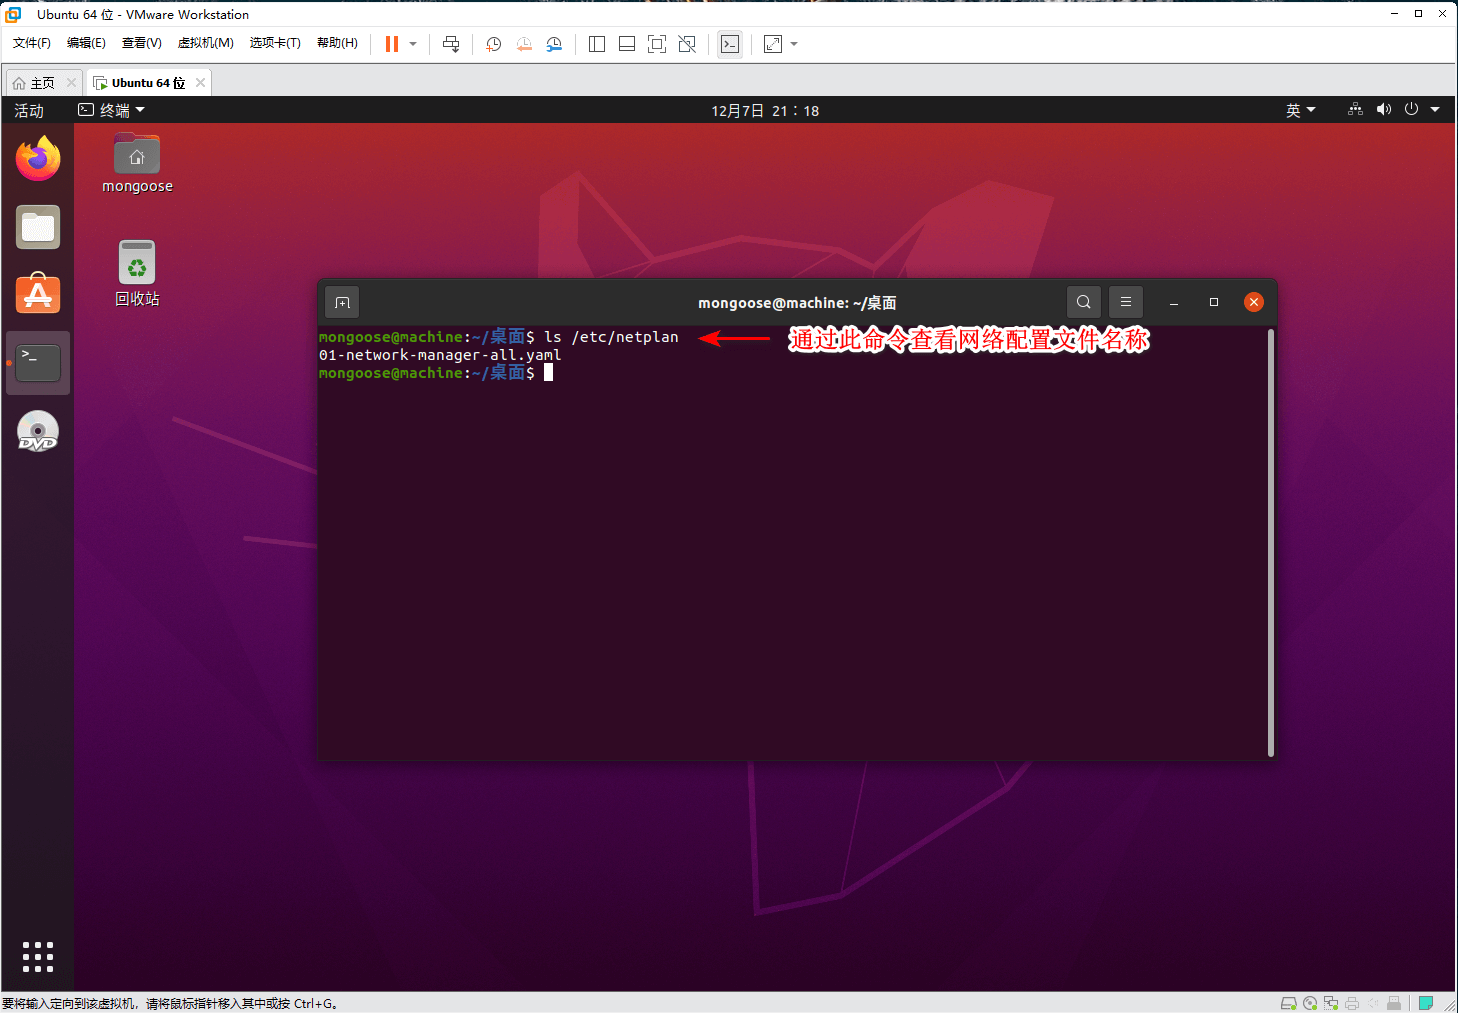 Ubuntu 64 位 - VMware Workstation
文件(F) 编辑(E) 查看(V) 虚拟机(M) 选项卡(T) 帮助(H)
主页 Ubuntu 64 位
活动 终端 12月7日 21：18 英
mongoose
回收站
mongoose@machine: ~/桌面
mongoose@machine:~/桌面$ ls /etc/netplan 通过此命令查看网络配置文件名称
01-network-manager-all.yaml
mongoose@machine:~/桌面$
>_
DVD
要将输入定向到该虚拟机，请将鼠标指针移入其中或按 Ctrl+G。